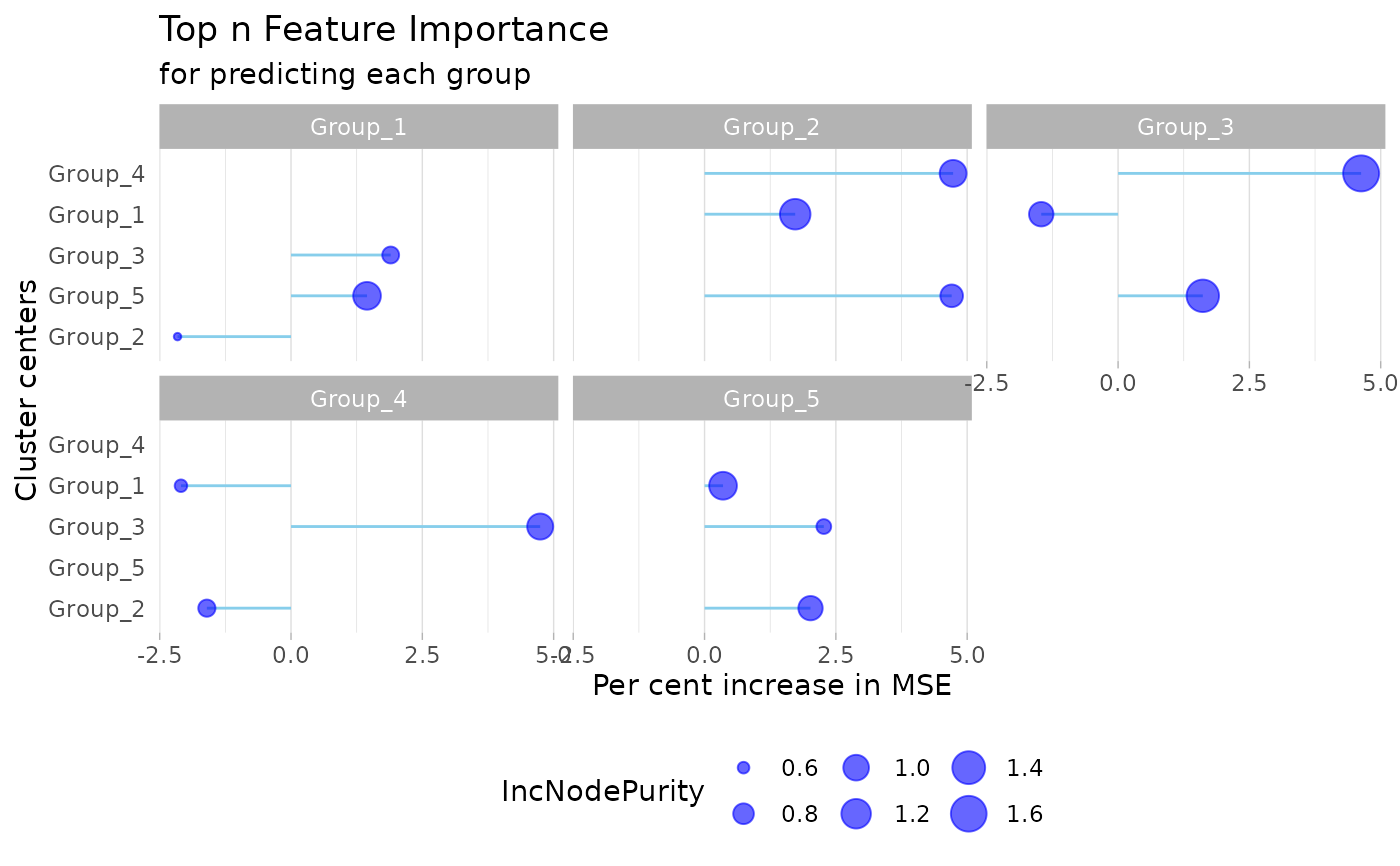 Top n Feature Importance
for predicting each group
Group_1
Group_2
Group_3
Group_4
Group_1
Group_3
Group_5
Group_2
-2.5
0.0
2.5
5.0
Group_4
Group_5
Group_4
Group_1
Group_3
Group_5
Group_2
Cluster centers
-2.5
0.0
2.5
5.0
-2.5
0.0
2.5
5.0
Per cent increase in MSE
IncNodePurity
0.6
1.0
1.4
0.8
1.2
1.6